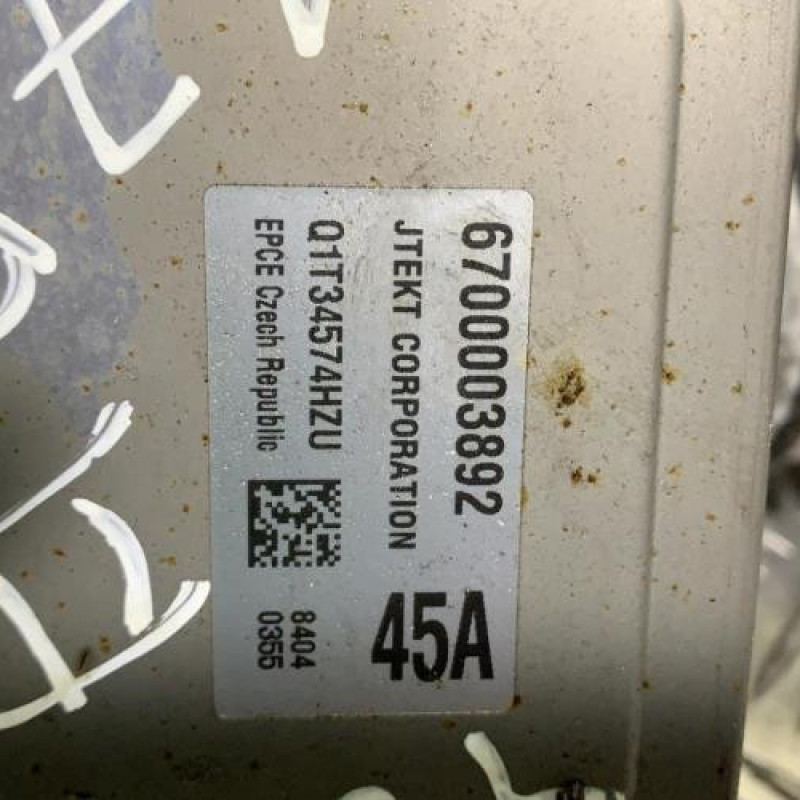 6700003892
JTEKT CORPORATION 45A
Q1T34574HZU 8404
EPCE Czech Republic 0355